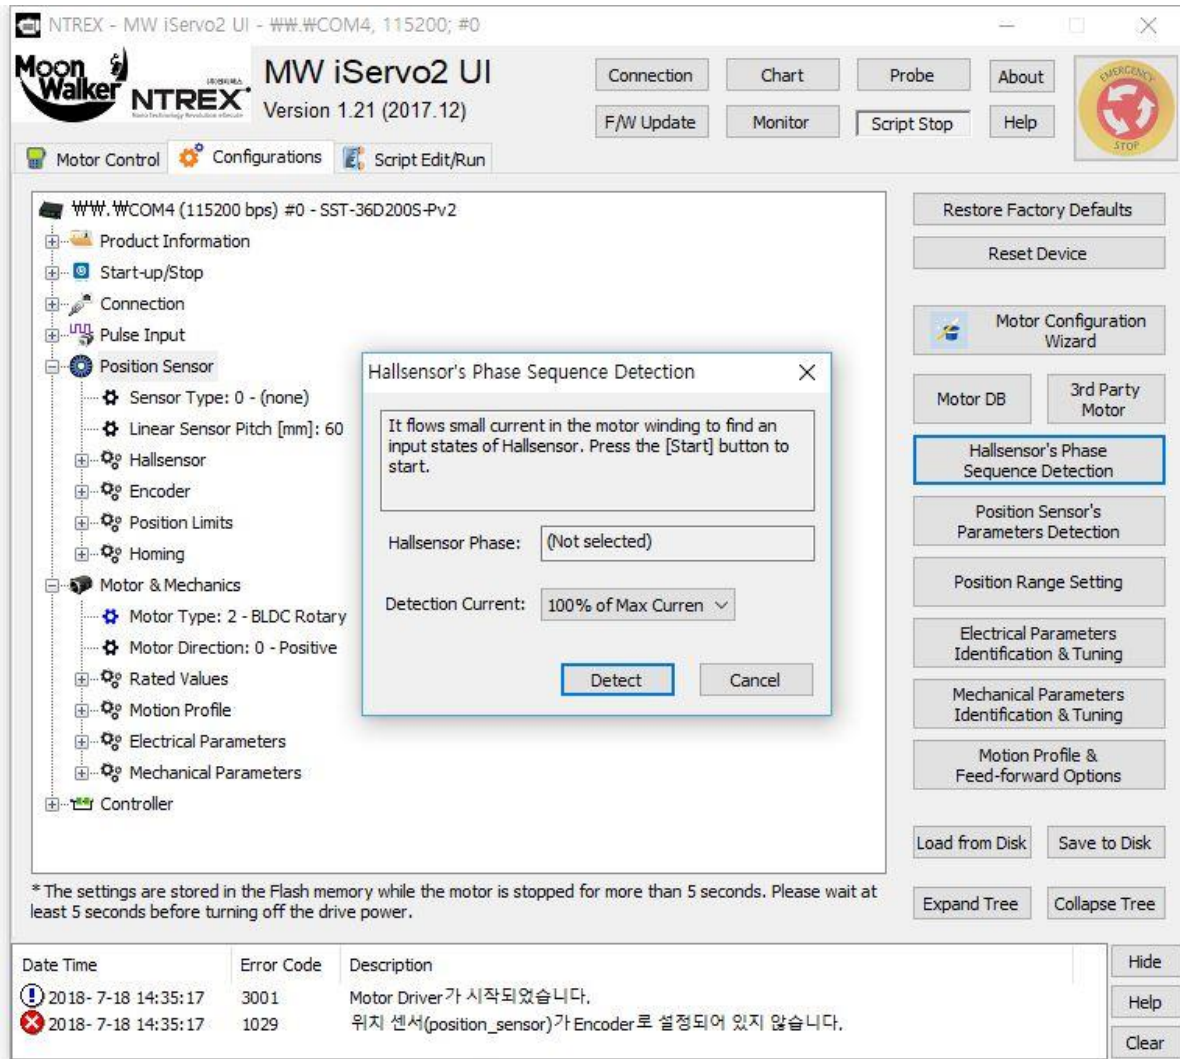 NTREX - MW iServo2 UI - ₩₩.₩COM4, 115200; #0
Moon Walker NTREX
MW iServo2 UI
Version 1.21 (2017.12)
Connection
Chart
Probe
About
F/W Update
Monitor
Script Stop
Help
EMERGENCY
STOP
Motor Control
Configurations
Script Edit/Run
₩₩.₩COM4 (115200 bps) #0 - SST-36D200S-Pv2
Product Information
Start-up/Stop
Connection
Pulse Input
Position Sensor
Sensor Type: 0 - (none)
Linear Sensor Pitch [mm]: 60
Hallsensor
Encoder
Position Limits
Homing
Motor & Mechanics
Motor Type: 2 - BLDC Rotary
Motor Direction: 0 - Positive
Rated Values
Motion Profile
Electrical Parameters
Mechanical Parameters
Controller
Hallsensor's Phase Sequence Detection
It flows small current in the motor winding to find an
input states of Hallsensor. Press the [Start] button to
start.
Hallsensor Phase:
(Not selected)
Detection Current:
100% of Max Curren
Detect
Cancel
Restore Factory Defaults
Reset Device
Motor Configuration
Wizard
Motor DB
3rd Party
Motor
Hallsensor's Phase
Sequence Detection
Position Sensor's
Parameters Detection
Position Range Setting
Electrical Parameters
Identification & Tuning
Mechanical Parameters
Identification & Tuning
Motion Profile &
Feed-forward Options
Load from Disk
Save to Disk
Expand Tree
Collapse Tree
* The settings are stored in the Flash memory while the motor is stopped for more than 5 seconds. Please wait at
least 5 seconds before turning off the drive power.
Date Time
Error Code
Description
2018- 7-18 14:35:17
3001
Motor Driver가 시작되었습니다.
2018- 7-18 14:35:17
1029
위치 센서(position_sensor)가 Encoder로 설정되어 있지 않습니다.
Hide
Help
Clear